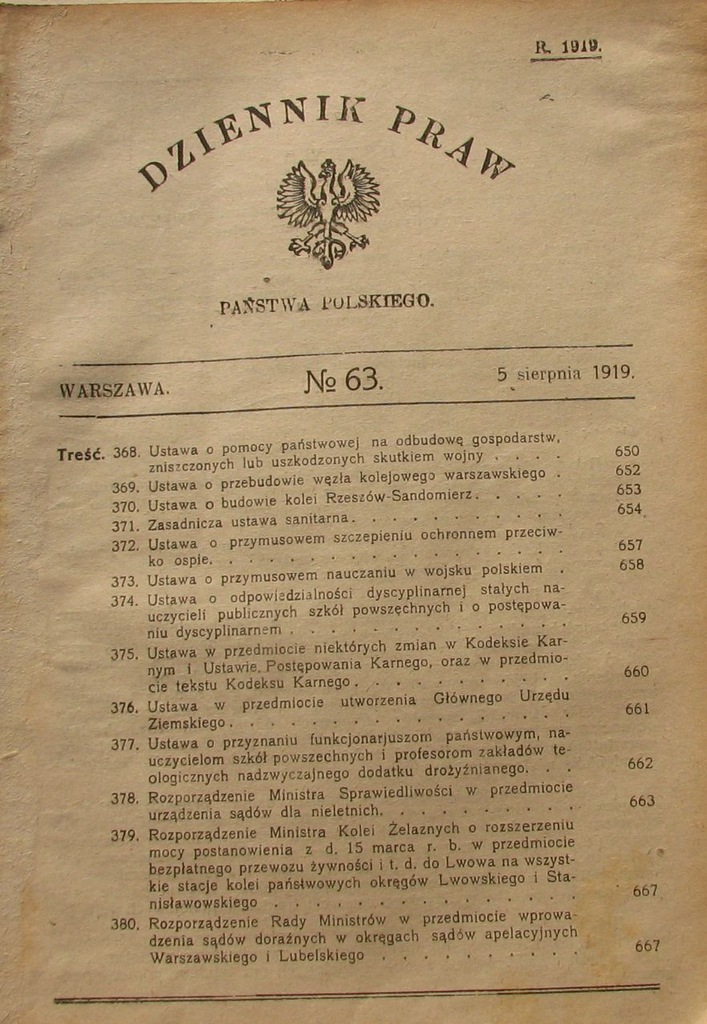 R. 1919.
DZIENNIK PRAW
PAŃSTWA POLSKIEGO.
WARSZAWA. № 63. 5 sierpnia 1919.
Treść. 368. Ustawa o pomocy państwowej na odbudowę gospodarstw,
zniszczonych lub uszkodzonych skutkiem wojny . . . . 650
369. Ustawa o przebudowie węzła kolejowego warszawskiego . 652
370. Ustawa o budowie kolei Rzeszów-Sandomierz. . . . . 653
371. Zasadnicza ustawa sanitarna. . . . . . . . . . . 654
372. Ustawa o przymusowem szczepieniu ochronnem przeciw-
ko ospie. . . . . . . . . . . . . . . . . . 657
373. Ustawa o przymusowem nauczaniu w wojsku polskiem . 658
374. Ustawa o odpowiedzialności dyscyplinarnej stałych na-
uczycieli publicznych szkół powszechnych i o postępowa-
niu dyscyplinarnem . . . . . . . . . . . . . . 659
375. Ustawa w przedmiocie niektórych zmian w Kodeksie Kar-
nym i Ustawie Postępowania Karnego, oraz w przedmio-
cie tekstu Kodeksu Karnego . . . . . . . . . . . 660
376. Ustawa w przedmiocie utworzenia Głównego Urzędu
Ziemskiego . . . . . . . . . . . . . . . . . 661
377. Ustawa o przyznaniu funkcjonarjuszom państwowym, na-
uczycielom szkół powszechnych i profesorom zakładów te-
ologicznych nadzwyczajnego dodatku drożyźnianego. . . 662
378. Rozporządzenie Ministra Sprawiedliwości w przedmiocie
urządzenia sądów dla nieletnich. . . . . . . . . . 663
379. Rozporządzenie Ministra Kolei Żelaznych o rozszerzeniu
mocy postanowienia z d. 15 marca r. b. w przedmiocie
bezpłatnego przewozu żywności i t. d. do Lwowa na wszyst-
kie stacje kolei państwowych okręgów Lwowskiego i Sta-
nisławowskiego . . . . . . . . . . . . . . . 667
380. Rozporządzenie Rady Ministrów w przedmiocie wprowa-
dzenia sądów doraźnych w okręgach sądów apelacyjnych
Warszawskiego i Lubelskiego . . . . . . . . . . 667